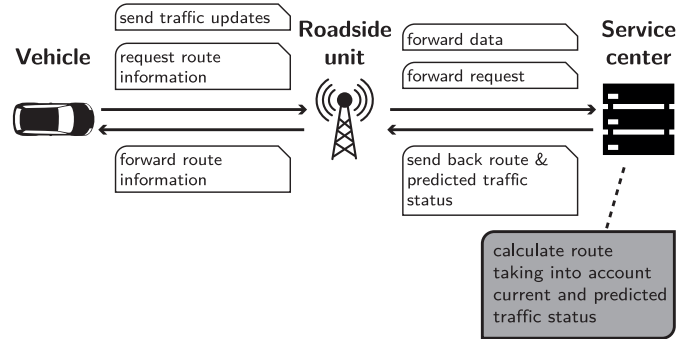 Vehicle
send traffic updates
request route
information
Roadside
unit
forward data
forward request
Service
center
forward route
information
send back route &
predicted traffic
status
calculate route
taking into account
current and predicted
traffic status